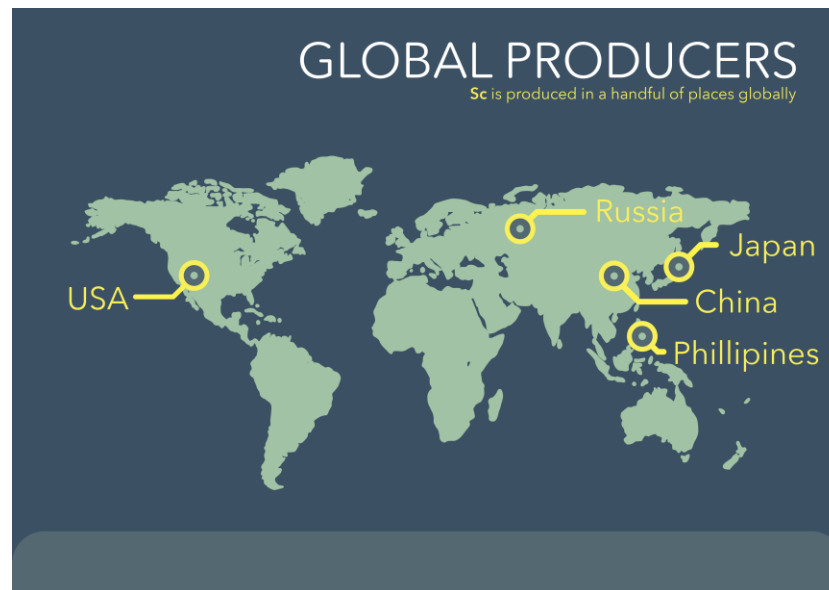 GLOBAL PRODUCERS
Sc is produced in a handful of places globally
Russia
Japan
USA
China
Phillipines